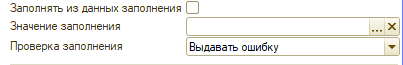 Заполнять из данных заполнения
Значение заполнения ... ×
Проверка заполнения Выдавать ошибку